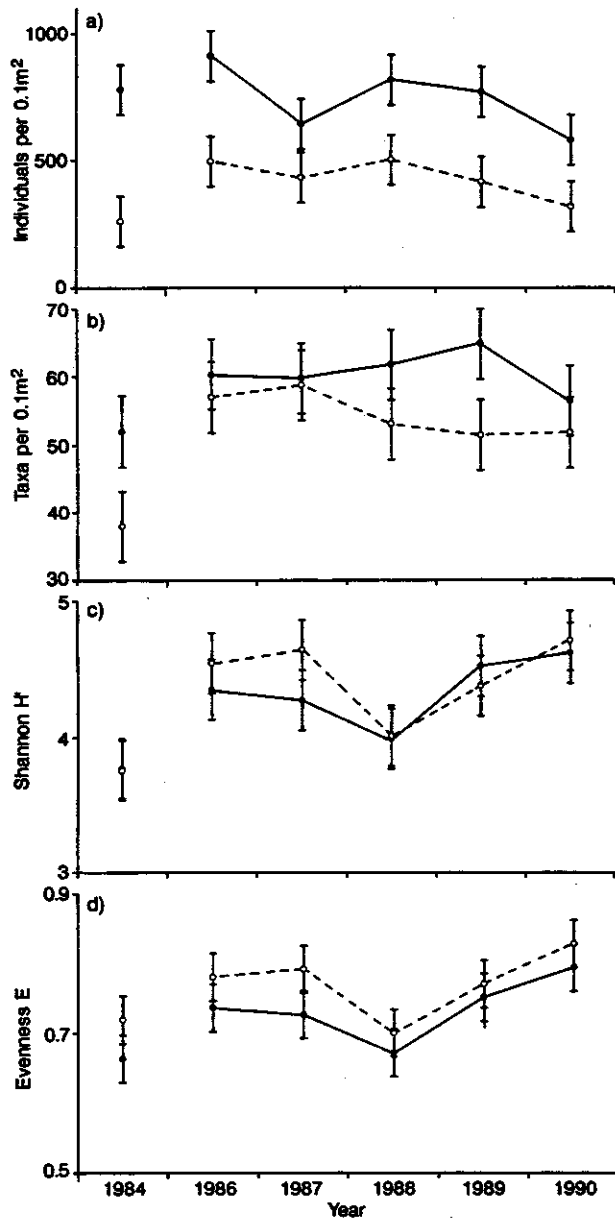 a)
Individuals per 0.1m²
1000
500
0
b)
Taxa per 0.1m²
70
60
50
40
30
c)
Shannon H'
5
4
3
d)
Evenness E
0.9
0.7
0.5
1984 1986 1987 1988 1989 1990
Year